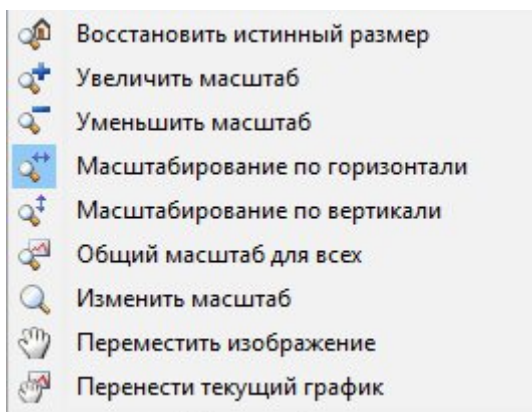 Восстановить истинный размер
Увеличить масштаб
Уменьшить масштаб
Масштабирование по горизонтали
Масштабирование по вертикали
Общий масштаб для всех
Изменить масштаб
Переместить изображение
Перенести текущий график